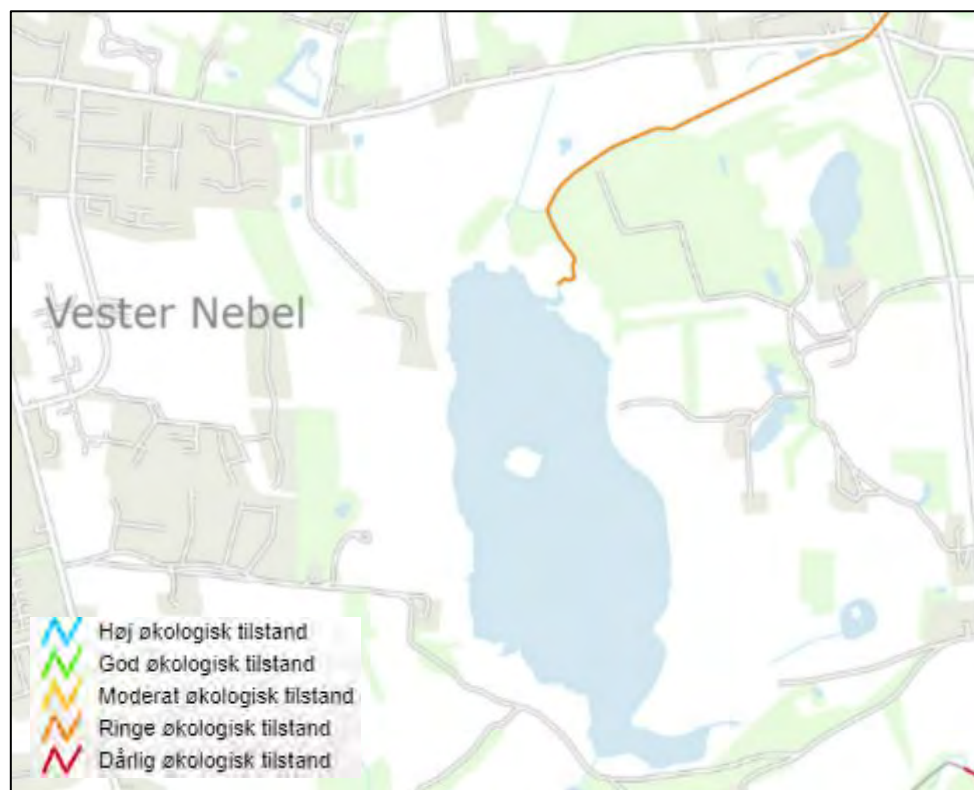 Vester Nebel
Høj økologisk tilstand
God økologisk tilstand
Moderat økologisk tilstand
Ringe økologisk tilstand
Dårlig økologisk tilstand